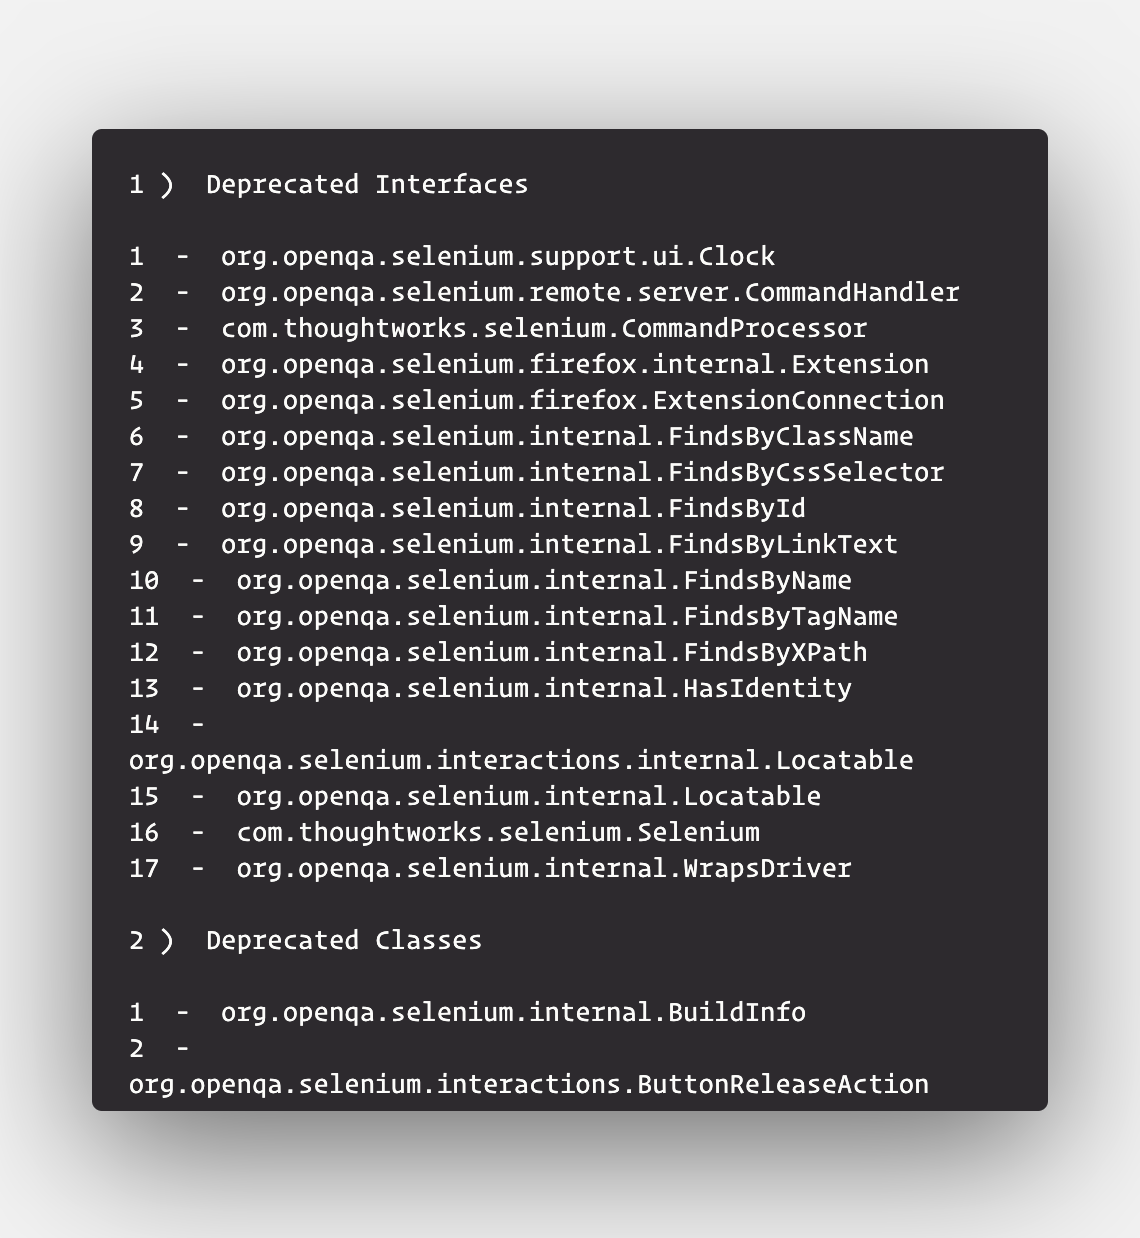 1 )  Deprecated Interfaces

1  -  org.openqa.selenium.support.ui.Clock
2  -  org.openqa.selenium.remote.server.CommandHandler
3  -  com.thoughtworks.selenium.CommandProcessor
4  -  org.openqa.selenium.firefox.internal.Extension
5  -  org.openqa.selenium.firefox.ExtensionConnection
6  -  org.openqa.selenium.internal.FindsByClassName
7  -  org.openqa.selenium.internal.FindsByCssSelector
8  -  org.openqa.selenium.internal.FindsById
9  -  org.openqa.selenium.internal.FindsByLinkText
10  -  org.openqa.selenium.internal.FindsByName
11  -  org.openqa.selenium.internal.FindsByTagName
12  -  org.openqa.selenium.internal.FindsByXPath
13  -  org.openqa.selenium.internal.HasIdentity
14  -
org.openqa.selenium.interactions.internal.Locatable
15  -  org.openqa.selenium.internal.Locatable
16  -  com.thoughtworks.selenium.Selenium
17  -  org.openqa.selenium.internal.WrapsDriver

2 )  Deprecated Classes

1  -  org.openqa.selenium.internal.BuildInfo
2  -
org.openqa.selenium.interactions.ButtonReleaseAction